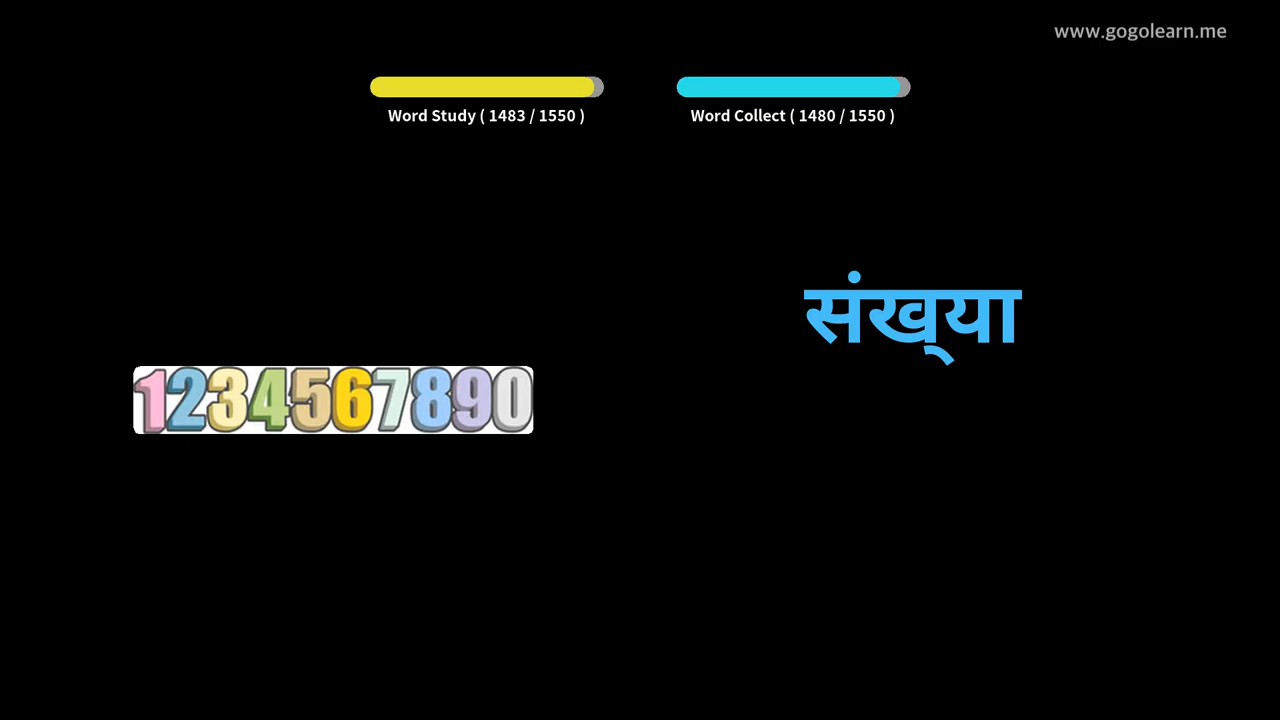 www.gogolearn.me
Word Study ( 1483 / 1550 )
Word Collect ( 1480 / 1550 )
संख्‌या
1234567890